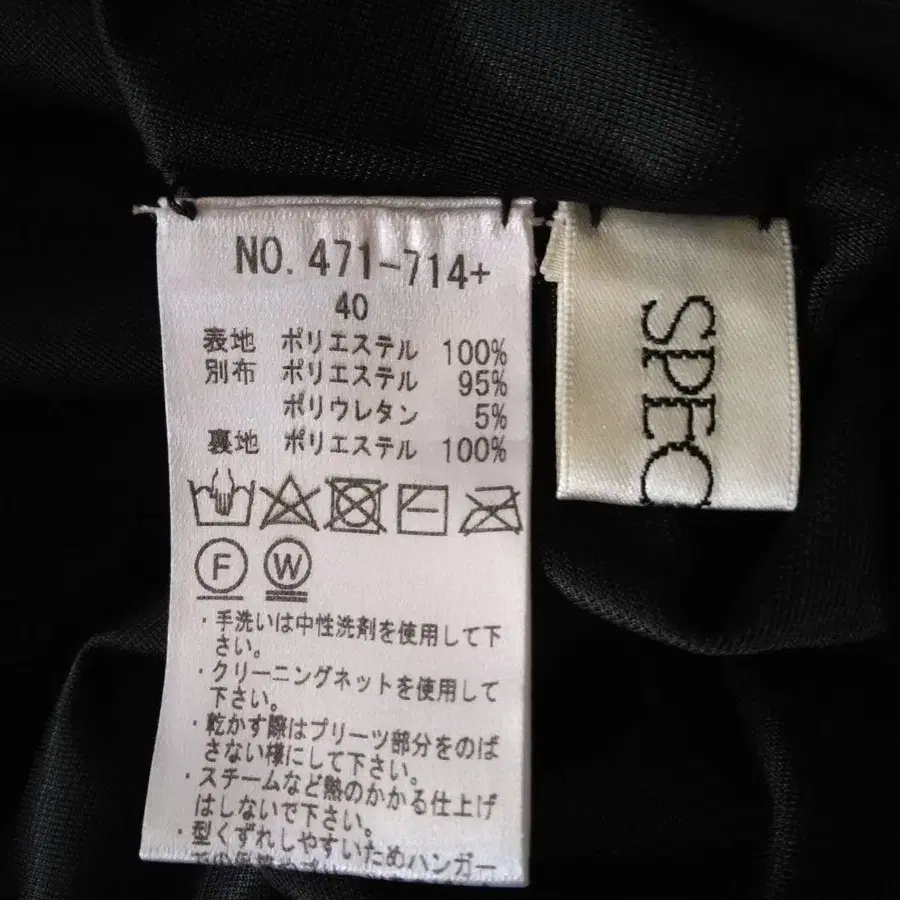 NO. 471-714+
40
表地 ポリエステル 100%
別布 ポリエステル 95%
ポリウレタン 5%
裏地 ポリエステル 100%
F W
・手洗いは中性洗剤を使用して下
さい。
・クリーニングネットを使用して
下さい。
・乾かす際はプリーツ部分をのば
さない様にして下さい。
・スチームなど熱のかかる仕上げ
はしないで下さい。
・型くずれしやすいためハンガー
SPEC